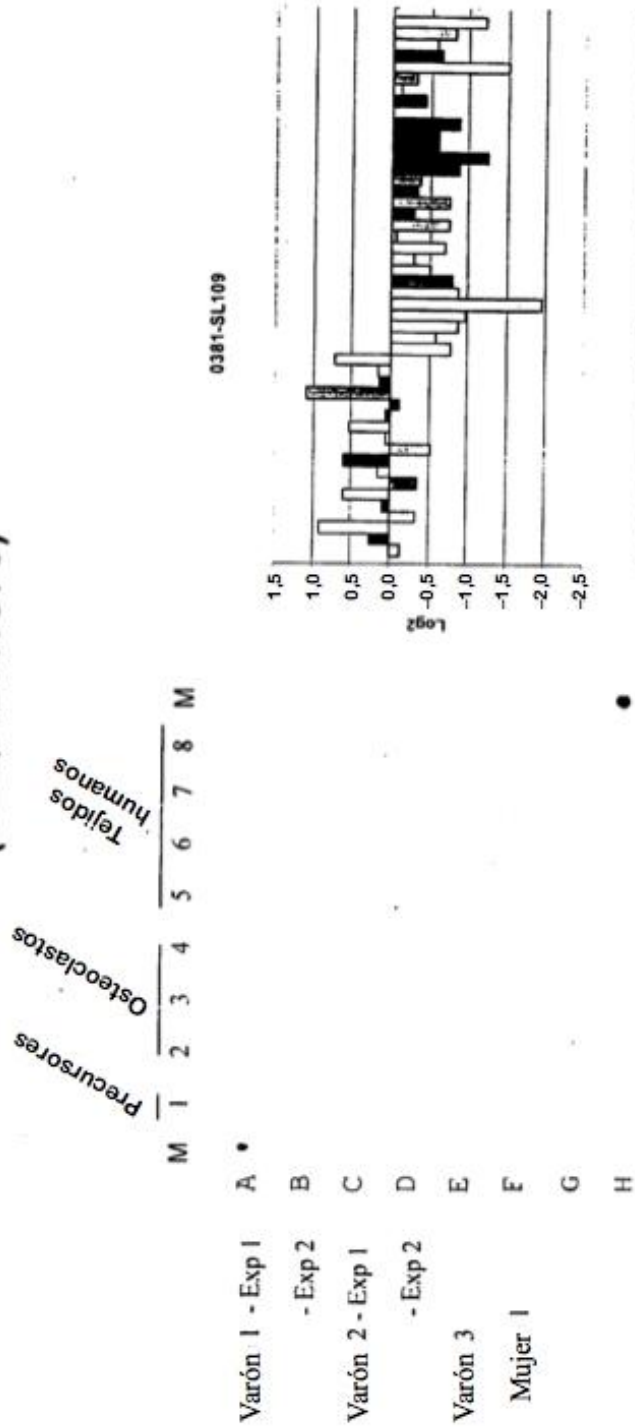 Precursores
Osteoclastos
Tejidos
humanos
M 1 2 3 4 5 6 7 8 M
Varón 1 - Exp 1 A
- Exp 2 B
Varón 2 - Exp 1 C
- Exp 2 D
Varón 3 E
Mujer 1 F
G
H
0381-SL109
Log2
1,5
1,0
0,5
0,0
-0,5
-1,0
-1,5
-2,0
-2,5